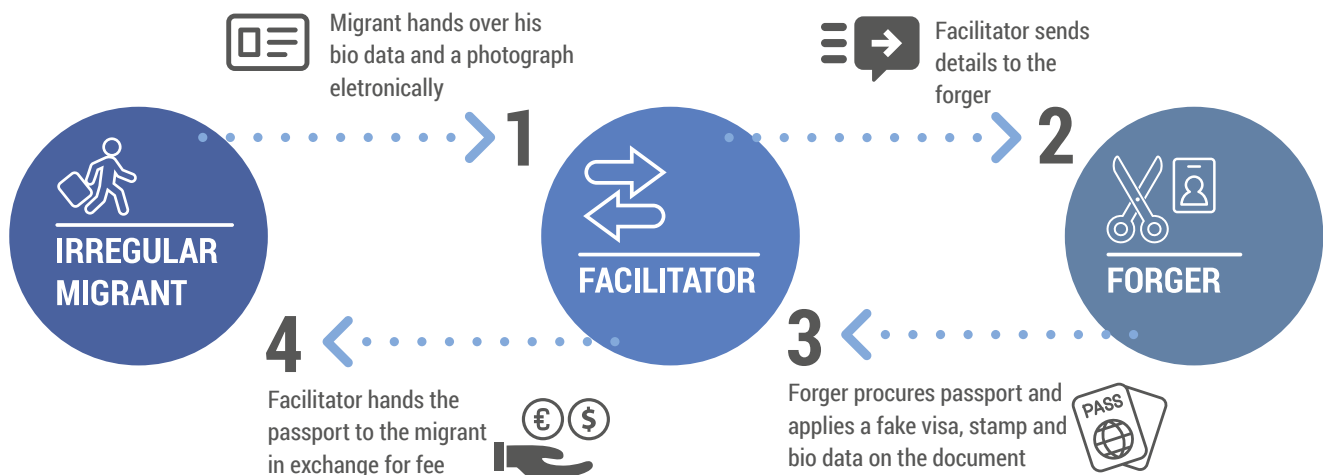 Migrant hands over his
bio data and a photograph
eletronically
1
Facilitator sends
details to the
forger
2
IRREGULAR
MIGRANT
FACILITATOR
FORGER
4
Facilitator hands the
passport to the migrant
in exchange for fee
€ $
3
Forger procures passport and
applies a fake visa, stamp and
bio data on the document
PASS